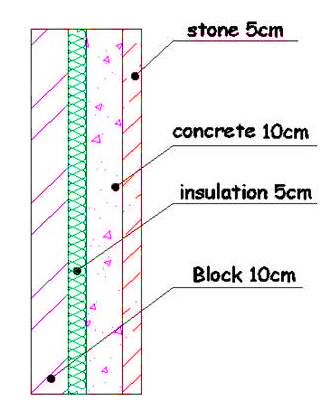 stone 5cm
concrete 10cm
insulation 5cm
Block 10cm